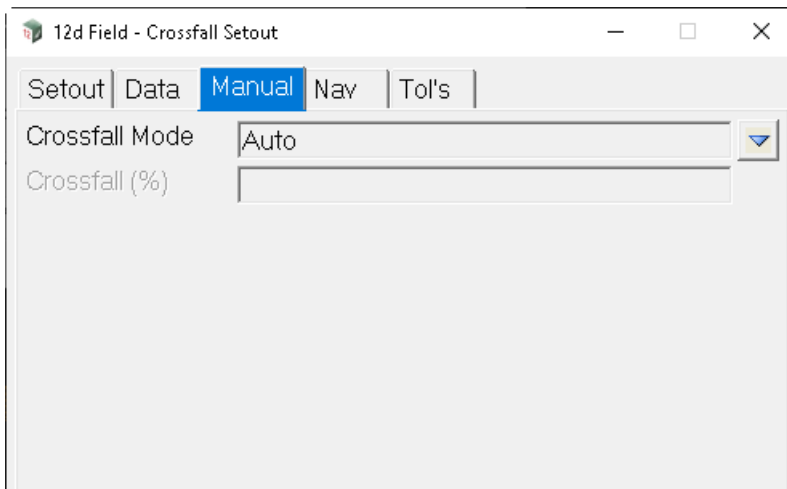 12d Field - Crossfall Setout
Setout Data Manual Nav Tol's
Crossfall Mode Auto
Crossfall (%)